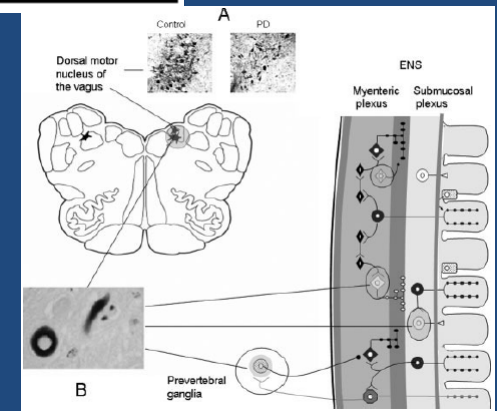 A
Control
PD
Dorsal motor
nucleus of
the vagus
ENS
Myenteric
plexus
Submucosal
plexus
B
Prevertebral
ganglia